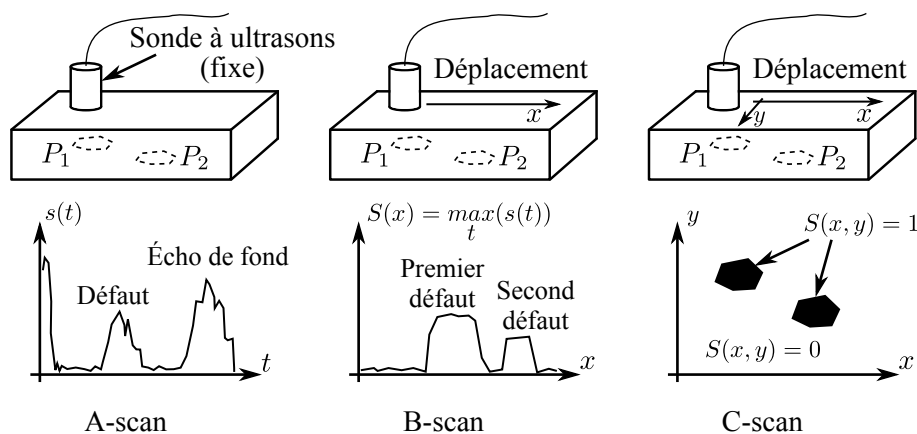 Sonde à ultrasons
(fixe)
P₁
P₂
s(t)
Défaut
Écho de fond
t
A-scan
Déplacement
x
P₁
P₂
S(x) = max(s(t))
t
Premier
défaut
Second
défaut
x
B-scan
Déplacement
y
x
P₁
P₂
y
S(x, y) = 1
S(x, y) = 0
x
C-scan